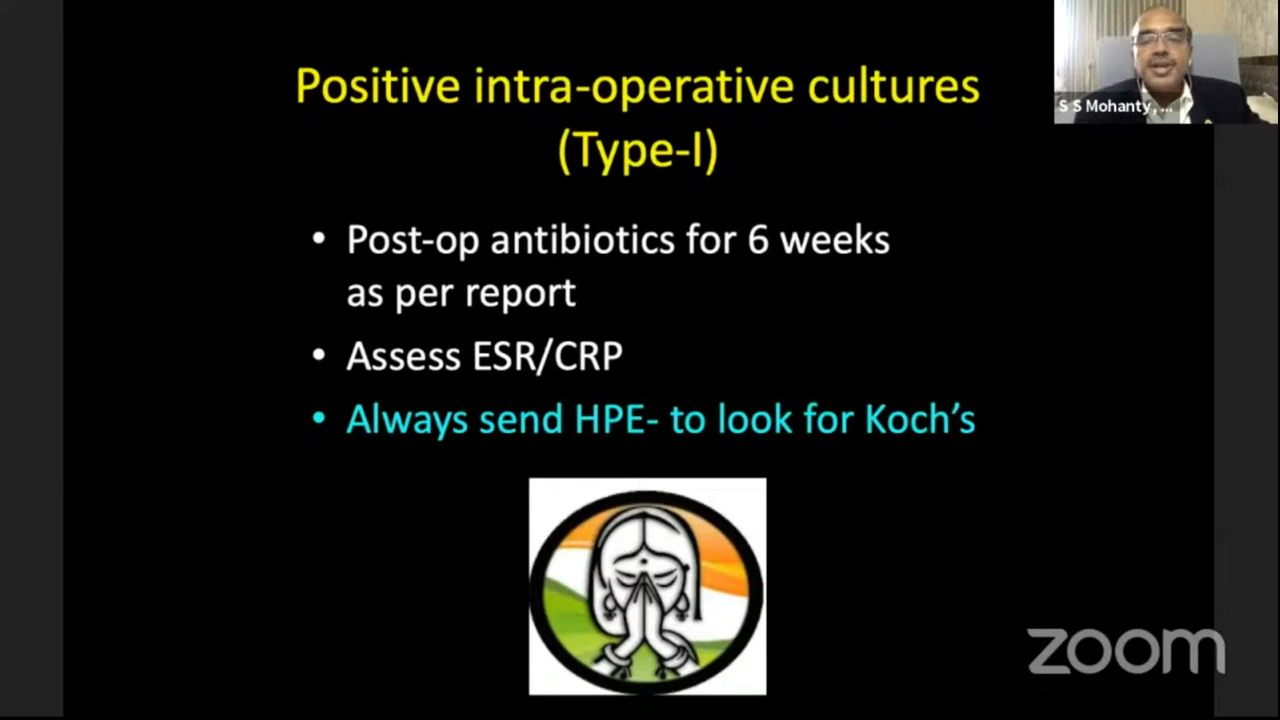 Positive intra-operative cultures
(Type-I)
• Post-op antibiotics for 6 weeks
as per report
• Assess ESR/CRP
• Always send HPE- to look for Koch's
S S Mohanty, ...
zoom